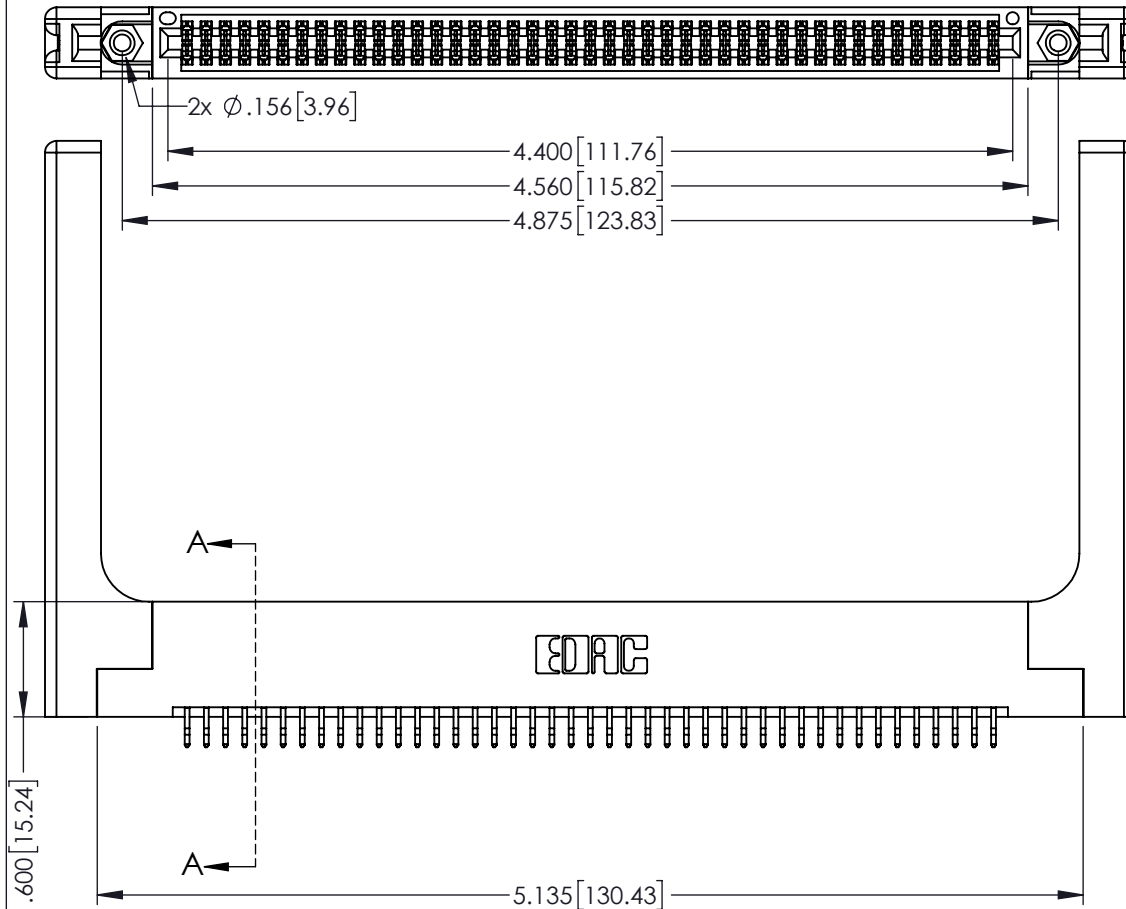 2x Ø.156[3.96]
4.400[111.76]
4.560[115.82]
4.875[123.83]
A
EDAC
.600[15.24]
A
5.135[130.43]